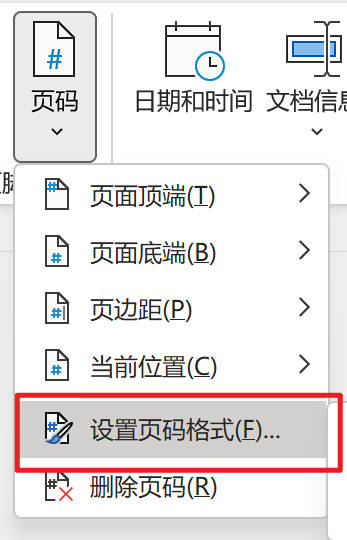 页码
日期和时间
文档信息
页面顶端(T)
页面底端(B)
页边距(P)
当前位置(C)
设置页码格式(F)...
删除页码(R)